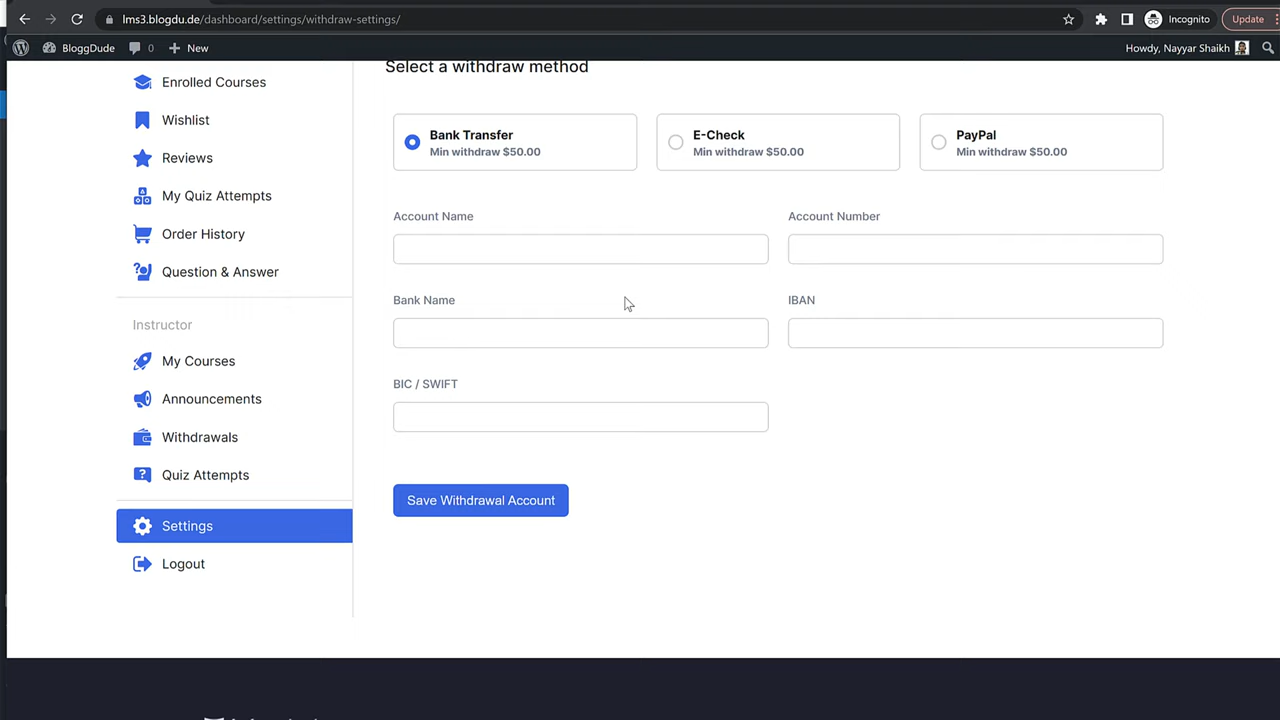 lms3.blogdu.de/dashboard/settings/withdraw-settings/
Incognito
Update
BloggDude
0
New
Howdy, Nayyar Shaikh
Enrolled Courses
Wishlist
Reviews
My Quiz Attempts
Order History
Question & Answer
Instructor
My Courses
Announcements
Withdrawals
Quiz Attempts
Settings
Logout
Select a withdraw method
Bank Transfer
Min withdraw $50.00
E-Check
Min withdraw $50.00
PayPal
Min withdraw $50.00
Account Name
Account Number
Bank Name
IBAN
BIC / SWIFT
Save Withdrawal Account